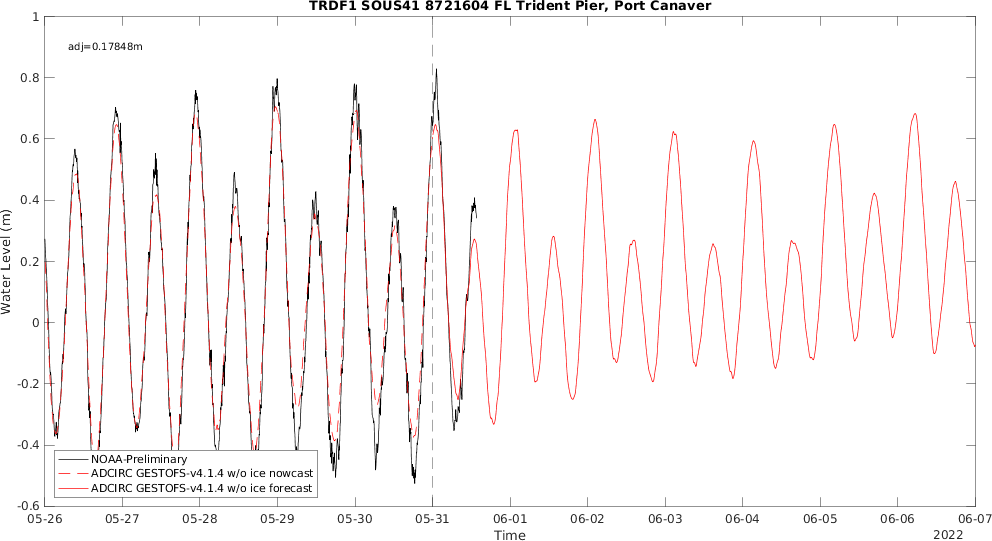 TRDF1 SOUS41 8721604 FL Trident Pier, Port Canaver
adj=0.17848m
Water Level (m)
1
0.8
0.6
0.4
0.2
0
-0.2
-0.4
-0.6
NOAA-Preliminary
ADCIRC GESTOFS-v4.1.4 w/o ice nowcast
ADCIRC GESTOFS-v4.1.4 w/o ice forecast
05-26 05-27 05-28 05-29 05-30 05-31 06-01 06-02 06-03 06-04 06-05 06-06 06-07
Time
2022